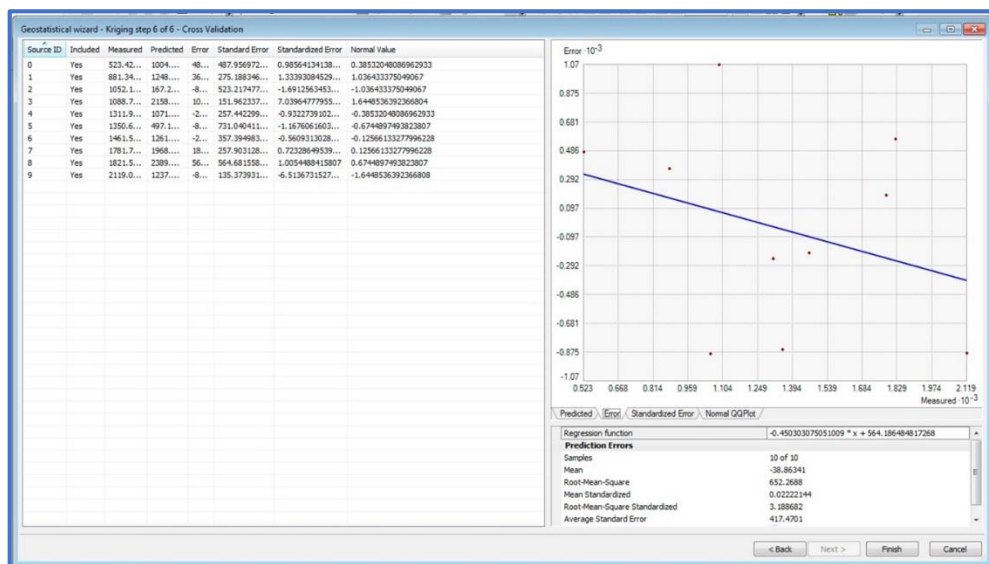 Geostatistical wizard - Kriging step 6 of 6 - Cross Validation
Source ID Included Measured Predicted Error Standard Error Standardized Error Normal Value
0 Yes 523.42... 1004.... 48... 487.956972... 0.98564134138... 0.38532048086962933
1 Yes 881.34... 1248.... 36... 275.188346... 1.33393084529... 1.036433375049067
2 Yes 1052.1... 167.2... -8... 523.217477... -1.6912563453... -1.036433375049067
3 Yes 1088.7... 2158.... 10... 151.962337... 7.03964777955... 1.6448536392366804
4 Yes 1311.9... 1071.... -2... 257.442299... -0.9322739102... -0.38532048086962933
5 Yes 1350.6... 497.1... -8... 731.040411... -1.1676061603... -0.6744897493782380
6 Yes 1461.5... 1261.... -2... 357.394983... -0.5609313028... -0.12566133277996228
7 Yes 1781.7... 1968.... 18... 257.903128... 0.72328649539... 0.12566133277996228
8 Yes 1821.5... 2389.... 56... 564.681558... 1.0054488415807 0.6744897493782380
9 Yes 2119.0... 1237.... -8... 135.373931... -6.5136731527... -1.6448536392366808
Error ·10⁻³
1.07
0.875
0.681
0.486
0.292
0.097
-0.097
-0.292
-0.486
-0.681
-0.875
-1.07
0.523 0.668 0.814 0.959 1.104 1.249 1.394 1.539 1.684 1.829 1.974 2.119
Measured ·10⁻³
Predicted Error Standardized Error Normal QQPlot
Regression function -0.450303075051009 * x + 564.186484817268
Prediction Errors
Samples 10 of 10
Mean -38.86341
Root-Mean-Square 652.2688
Mean Standardized 0.02222144
Root-Mean-Square Standardized 3.188682
Average Standard Error 417.4701
< Back Next > Finish Cancel